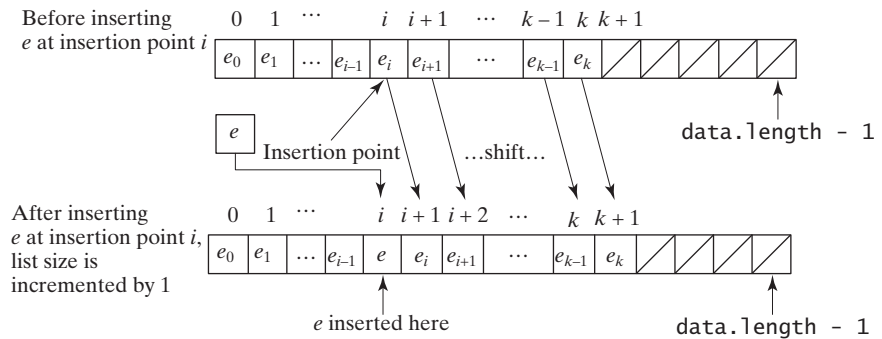 Before inserting
e at insertion point i
0 1 ... i i+1 ... k−1 k k+1
e0 e1 ... ei−1 ei ei+1 ... ek−1 ek
data.length - 1
e
Insertion point
...shift...
After inserting
e at insertion point i,
list size is
incremented by 1
0 1 ... i i+1 i+2 ... k k+1
e0 e1 ... ei−1 e ei ei+1 ... ek−1 ek
e inserted here
data.length - 1